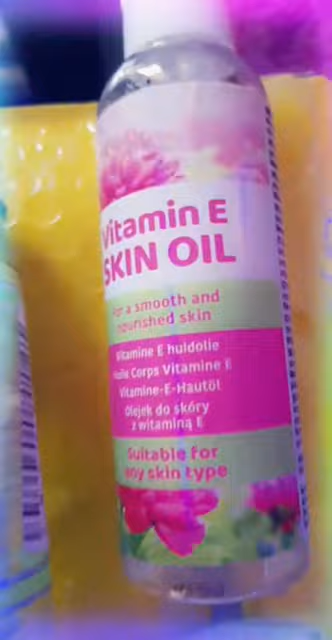 Vitamin E
SKIN OIL
For a smooth and
nourished skin
Vitamine E huidolie
Huile Corps Vitamine E
Vitamine-E-Hautöl
Olejek do skóry
z witaminą E
Suitable for
any skin type